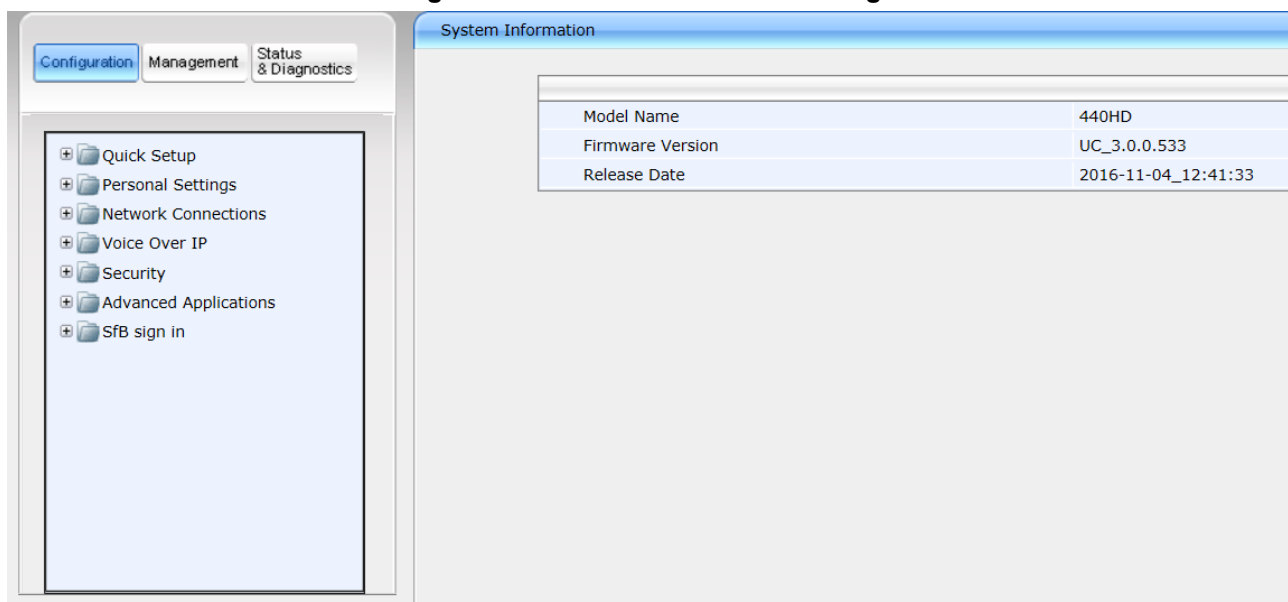 System Information
Configuration
Management
Status
& Diagnostics
Quick Setup
Personal Settings
Network Connections
Voice Over IP
Security
Advanced Applications
SfB sign in
Model Name 440HD
Firmware Version UC_3.0.0.533
Release Date 2016-11-04_12:41:33